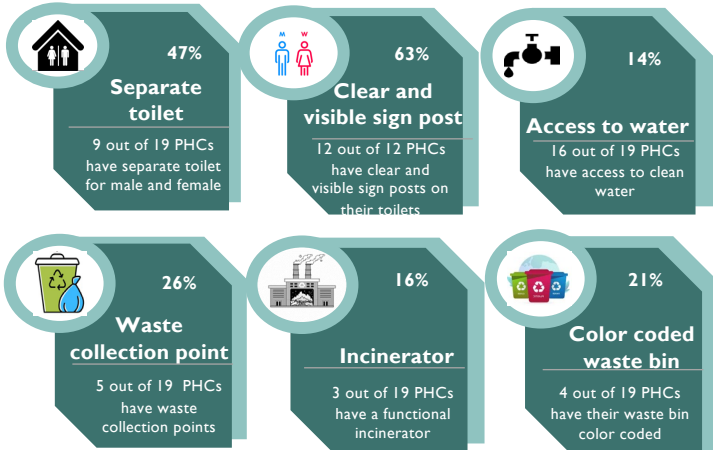 47%
Separate
toilet
9 out of 19 PHCs
have separate toilet
for male and female
M W
63%
Clear and
visible sign post
12 out of 12 PHCs
have clear and
visible sign posts on
their toilets
14%
Access to water
16 out of 19 PHCs
have access to clean
water
26%
Waste
collection point
5 out of 19 PHCs
have waste
collection points
16%
Incinerator
3 out of 19 PHCs
have a functional
incinerator
21%
Color coded
waste bin
4 out of 19 PHCs
have their waste bin
color coded